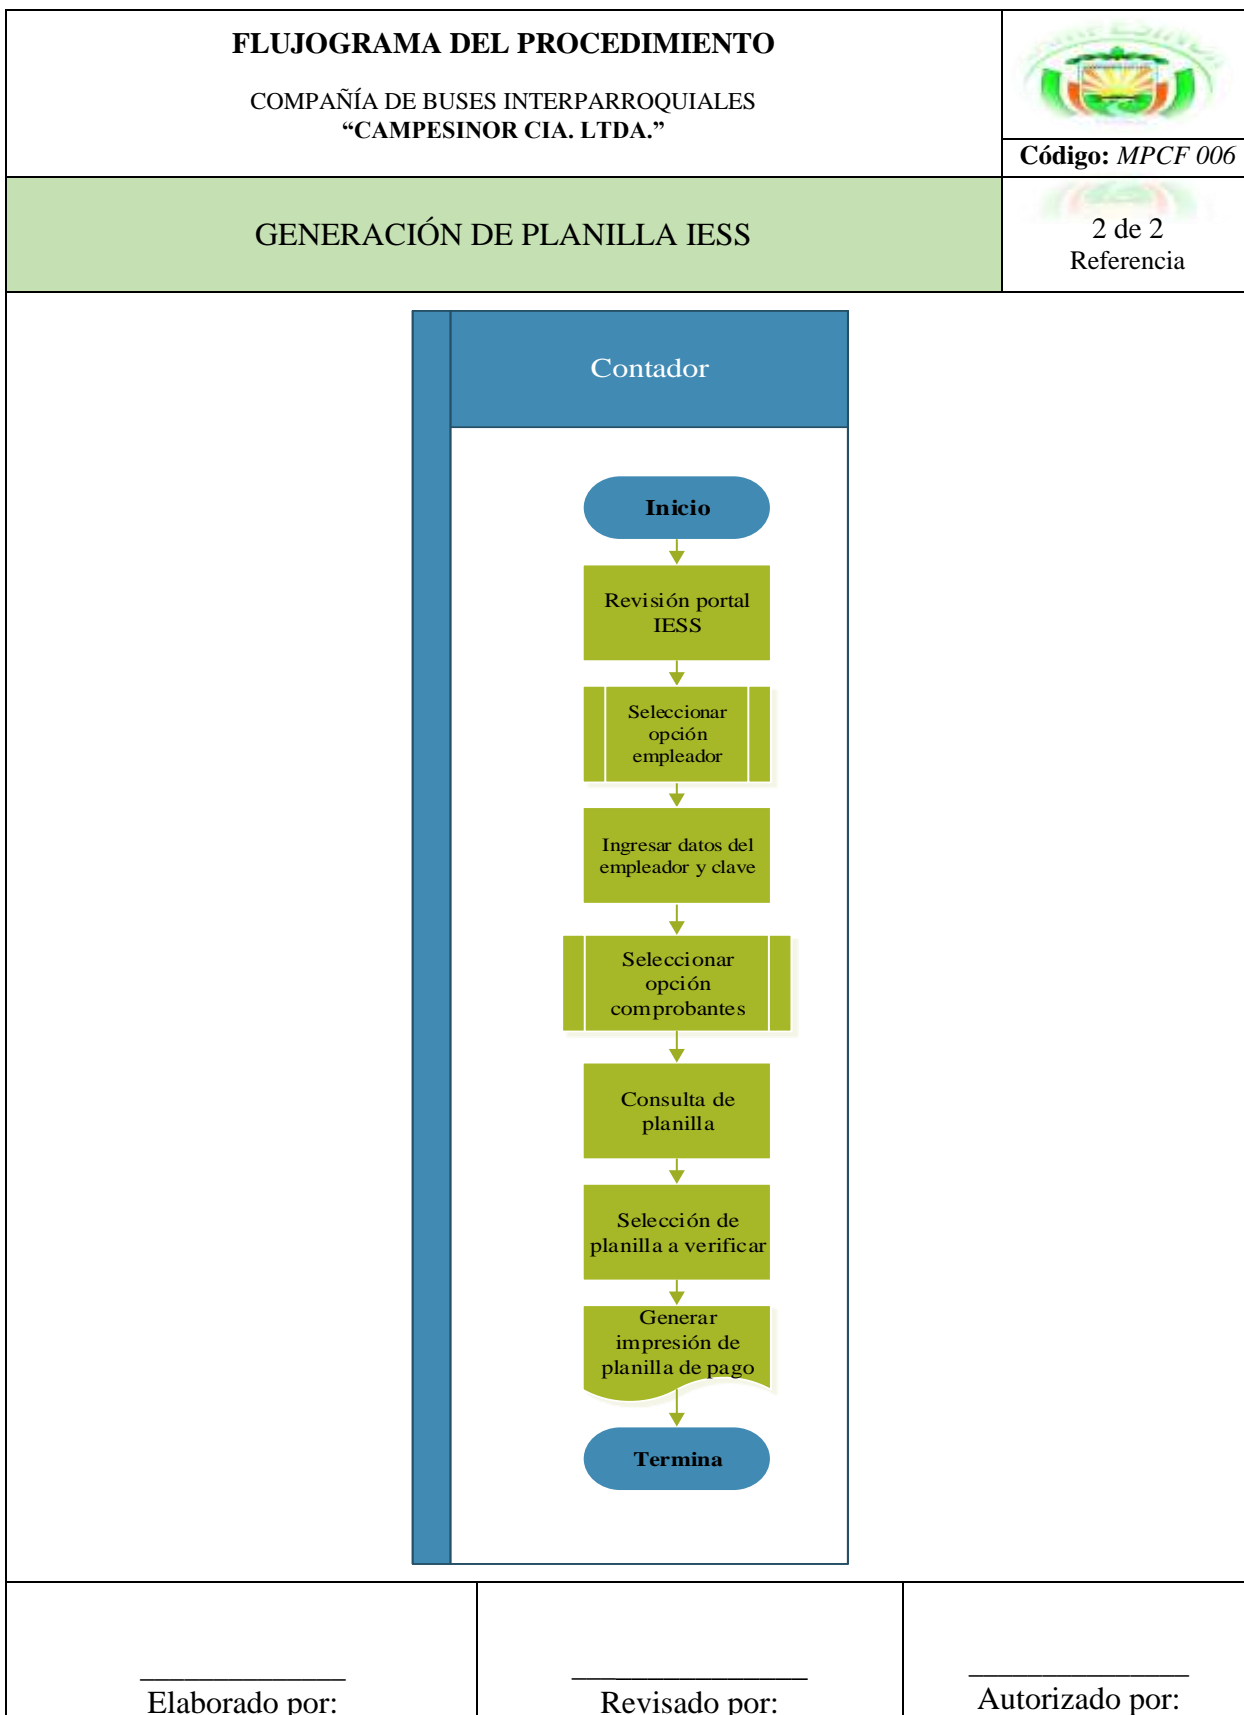 FLUJOGRAMA DEL PROCEDIMIENTO
COMPAÑÍA DE BUSES INTERPARROQUIALES
“CAMPESINOR CIA. LTDA.”
Código: MPCF 006
GENERACIÓN DE PLANILLA IESS
2 de 2
Referencia
Contador
Inicio
Revisión portal
IESS
Seleccionar
opción
empleador
Ingresar datos del
empleador y clave
Seleccionar
opción
comprobantes
Consulta de
planilla
Selección de
planilla a verificar
Generar
impresión de
planilla de pago
Termina
Elaborado por:
Revisado por:
Autorizado por: